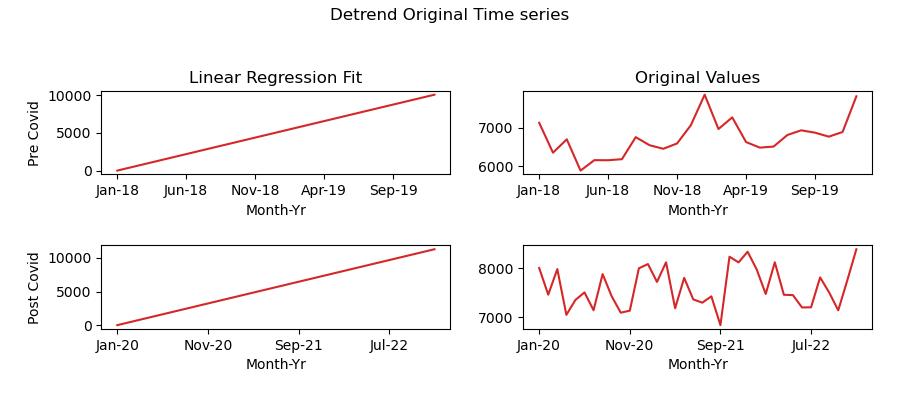 Detrend Original Time series
Linear Regression Fit
Original Values
Pre Covid
10000
5000
0
Jan-18 Jun-18 Nov-18 Apr-19 Sep-19
Month-Yr
7000
6000
Jan-18 Jun-18 Nov-18 Apr-19 Sep-19
Month-Yr
Post Covid
10000
5000
0
Jan-20 Nov-20 Sep-21 Jul-22
Month-Yr
8000
7000
Jan-20 Nov-20 Sep-21 Jul-22
Month-Yr